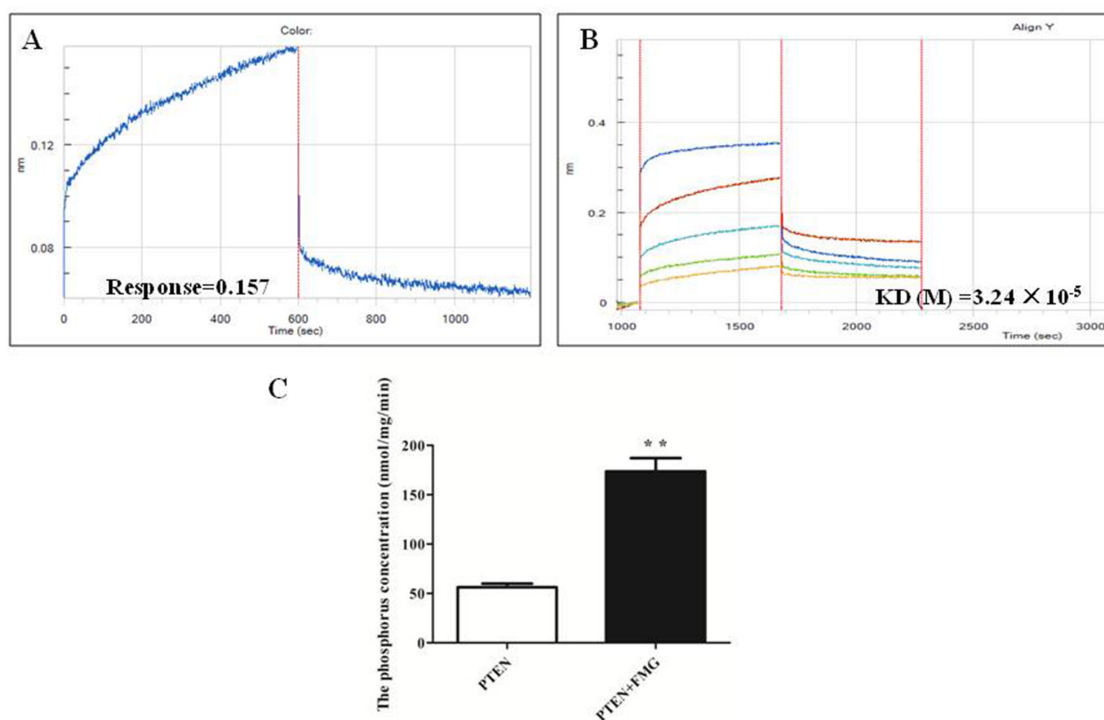 A
Color:
nm
0.12
0.08
Response=0.157
0 200 400 600 800 1000
Time (sec)
B
Align Y
nm
0.4
0.2
0
KD (M) =3.24 × 10-5
1000 1500 2000 2500 3000
Time (sec)
C
The phosphorus concentration (nmol/mg/min)
200
150
100
50
0
**
PTEN
PTEN+FMG